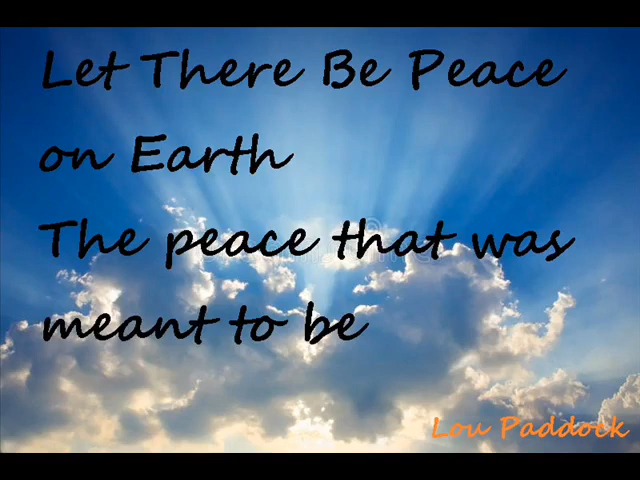 Let There Be Peace
on Earth
The peace that was
meant to be
Lou Paddock